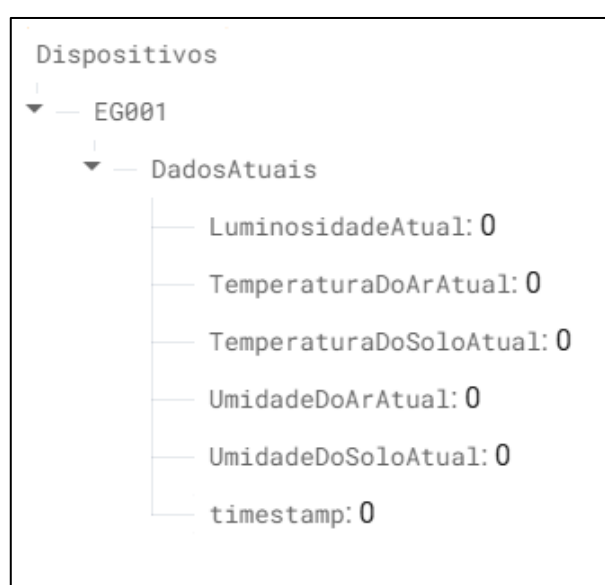 Dispositivos
EG001
DadosAtuais
LuminosidadeAtual: 0
TemperaturaDoArAtual: 0
TemperaturaDoSoloAtual: 0
UmidadeDoArAtual: 0
UmidadeDoSoloAtual: 0
timestamp: 0